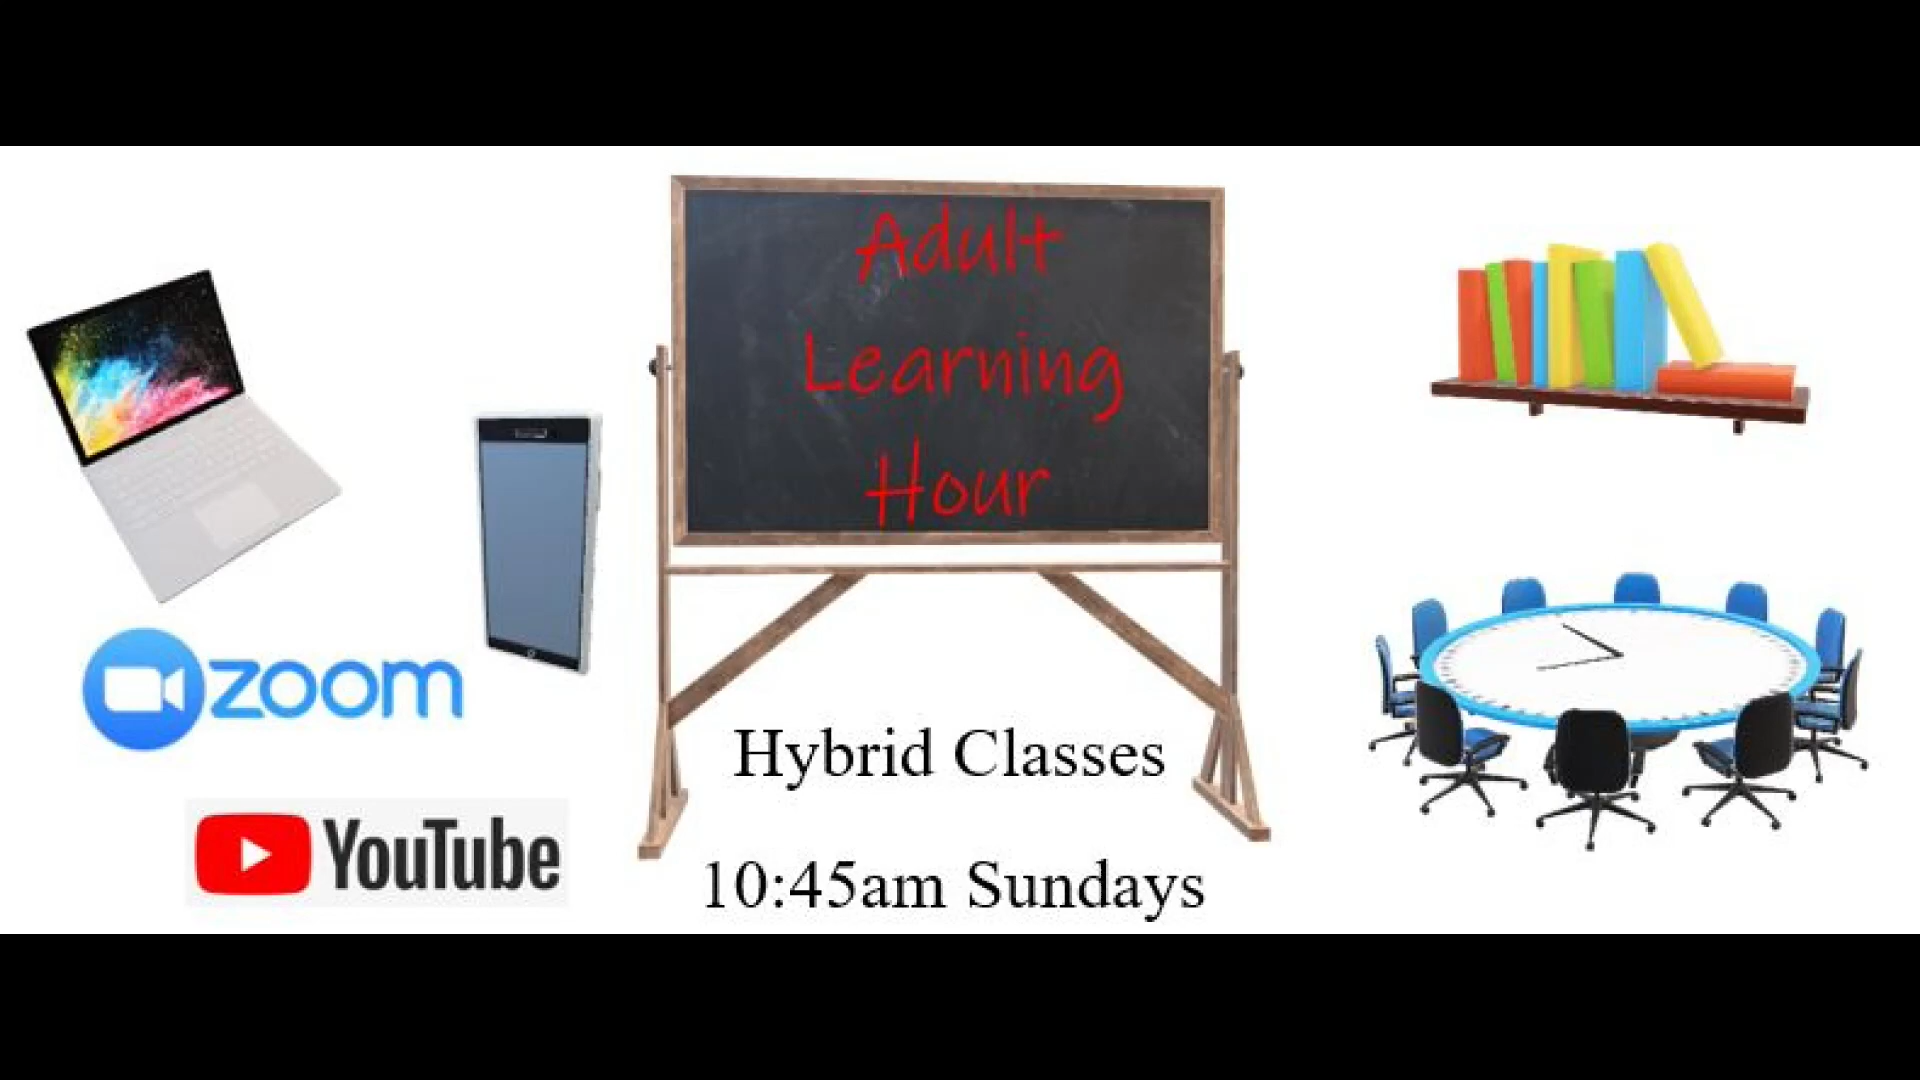 Adult
Learning
Hour
zoom
YouTube
Hybrid Classes
10:45am Sundays